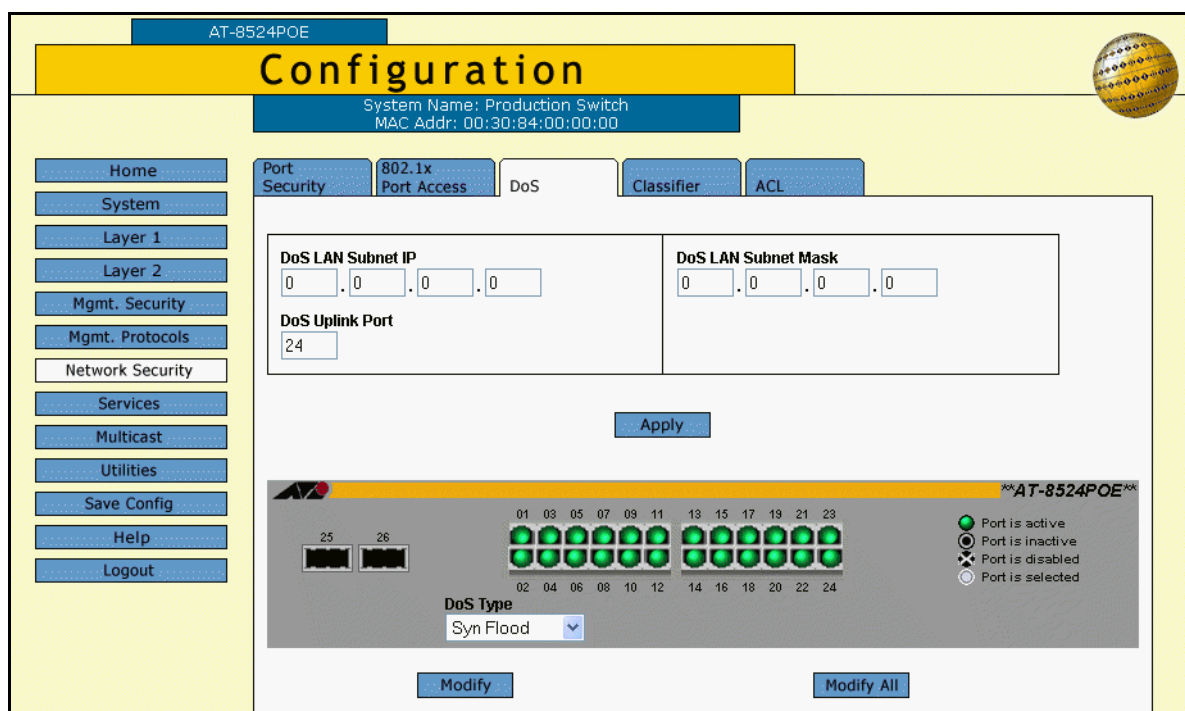 AT-8524POE
Configuration
System Name: Production Switch
MAC Addr: 00:30:84:00:00:00
Home
System
Layer 1
Layer 2
Mgmt. Security
Mgmt. Protocols
Network Security
Services
Multicast
Utilities
Save Config
Help
Logout
Port Security
802.1x Port Access
DoS
Classifier
ACL
DoS LAN Subnet IP
0 . 0 . 0 . 0
DoS LAN Subnet Mask
0 . 0 . 0 . 0
DoS Uplink Port
24
Apply
**AT-8524POE**
01 03 05 07 09 11 13 15 17 19 21 23
25 26
02 04 06 08 10 12 14 16 18 20 22 24
Port is active
Port is inactive
Port is disabled
Port is selected
DoS Type
Syn Flood
Modify
Modify All